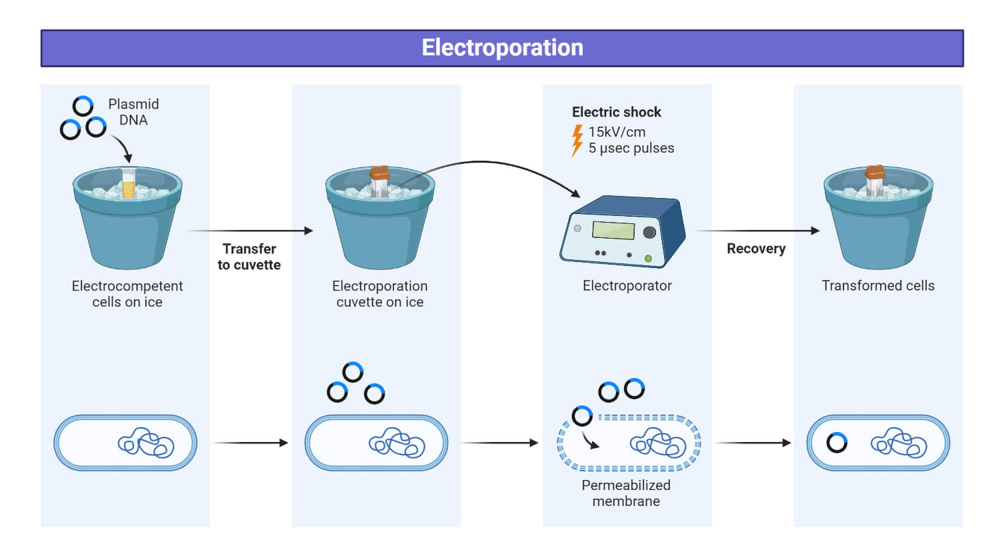 Electroporation
Plasmid
DNA
Electrocompetent
cells on ice
Transfer
to cuvette
Electroporation
cuvette on ice
Electric shock
15kV/cm
5 μsec pulses
Electroporator
Recovery
Transformed cells
Permeabilized
membrane